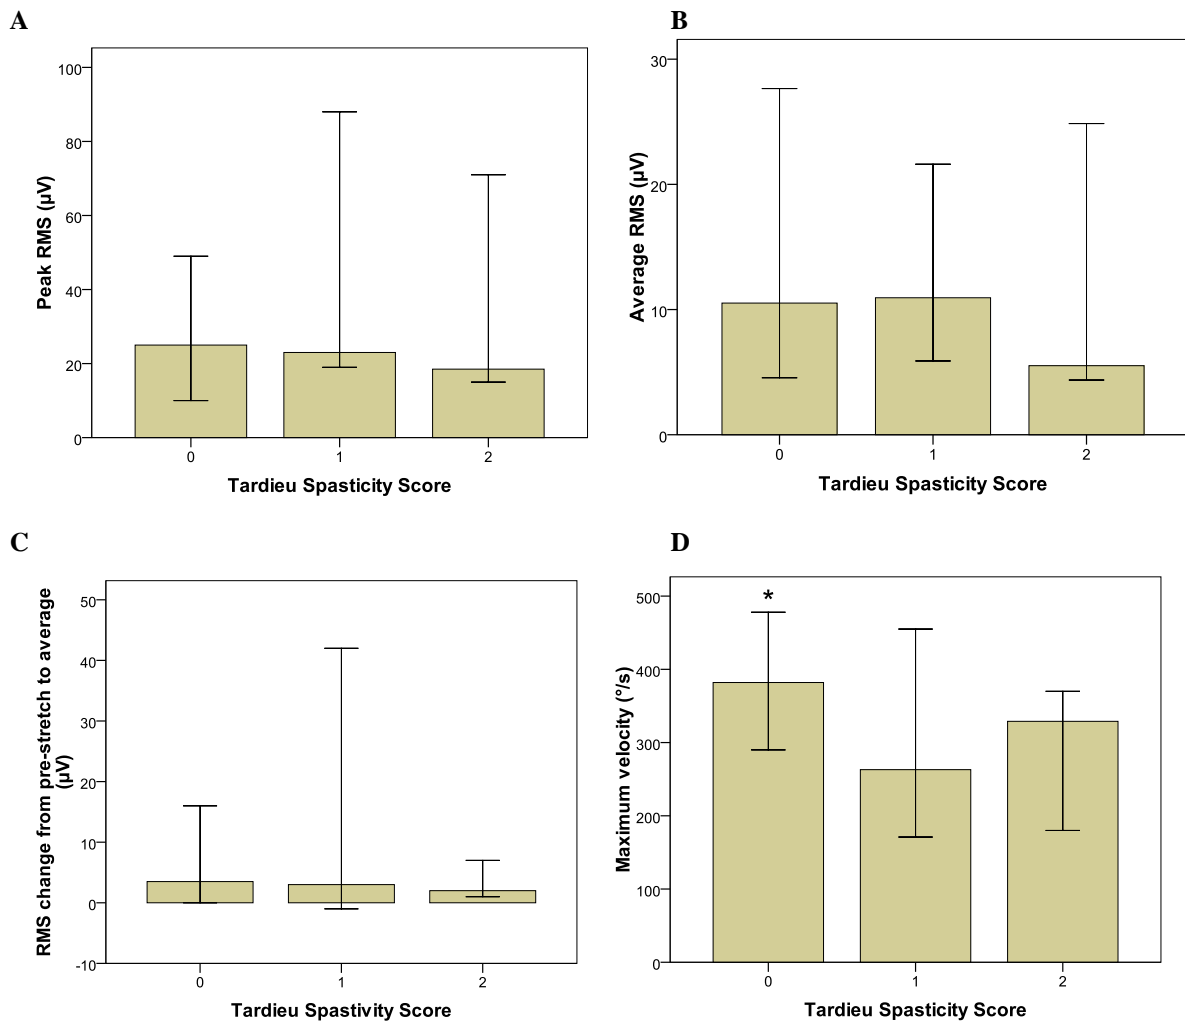 A
Peak RMS (µV)
100
80
60
40
20
0
0 1 2
Tardieu Spasticity Score
B
Average RMS (µV)
30
20
10
0
0 1 2
Tardieu Spasticity Score
C
RMS change from pre-stretch to average
(µV)
50
40
30
20
10
0
-10
0 1 2
Tardieu Spastivity Score
D
Maximum velocity (°/s)
500
400
300
200
100
0
*
0 1 2
Tardieu Spasticity Score